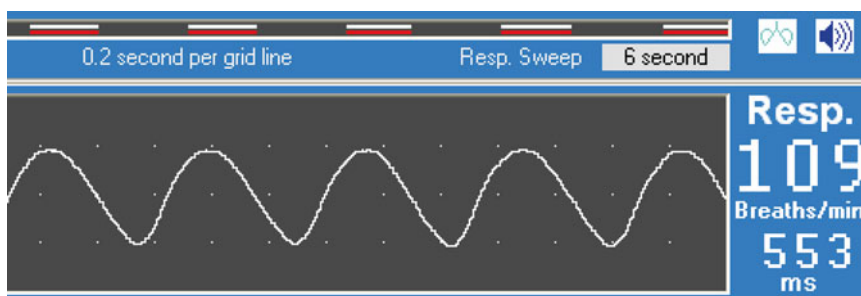 0.2 second per grid line Resp. Sweep 6 second
Resp.
109
Breaths/min
553
ms